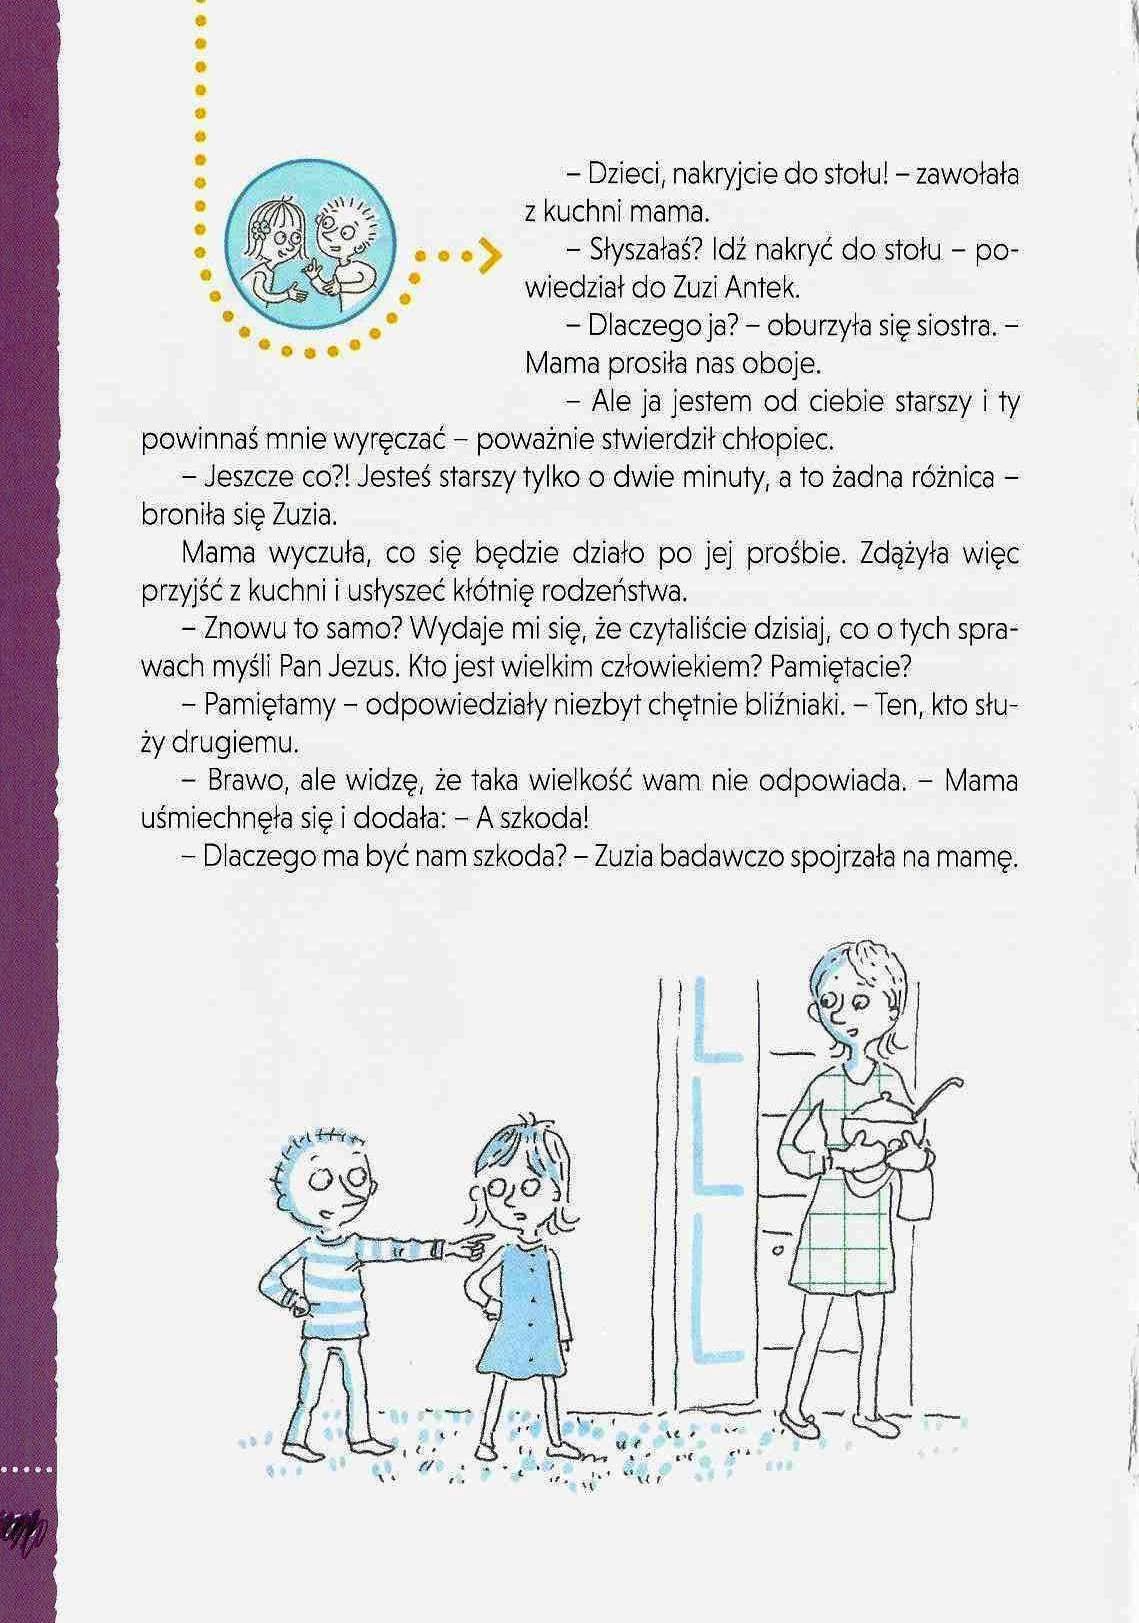 – Dzieci, nakryjcie do stołu! – zawołała
z kuchni mama.
– Słyszałaś? Idź nakryć do stołu – po-
wiedział do Zuzi Antek.
– Dlaczego ja? – oburzyła się siostra. –
Mama prosiła nas oboje.
– Ale ja jestem od ciebie starszy i ty
powinnaś mnie wyręczać – poważnie stwierdził chłopiec.
– Jeszcze co?! Jesteś starszy tylko o dwie minuty, a to żadna różnica –
broniła się Zuzia.
Mama wyczuła, co się będzie działo po jej prośbie. Zdążyła więc
przyjść z kuchni i usłyszeć kłótnię rodzeństwa.
– Znowu to samo? Wydaje mi się, że czytaliście dzisiaj, co o tych spra-
wach myśli Pan Jezus. Kto jest wielkim człowiekiem? Pamiętacie?
– Pamiętamy – odpowiedziały niezbyt chętnie bliźniaki. – Ten, kto słu-
ży drugiemu.
– Brawo, ale widzę, że taka wielkość wam nie odpowiada. – Mama
uśmiechnęła się i dodała: – A szkoda!
– Dlaczego ma być nam szkoda? – Zuzia badawczo spojrzała na mamę.